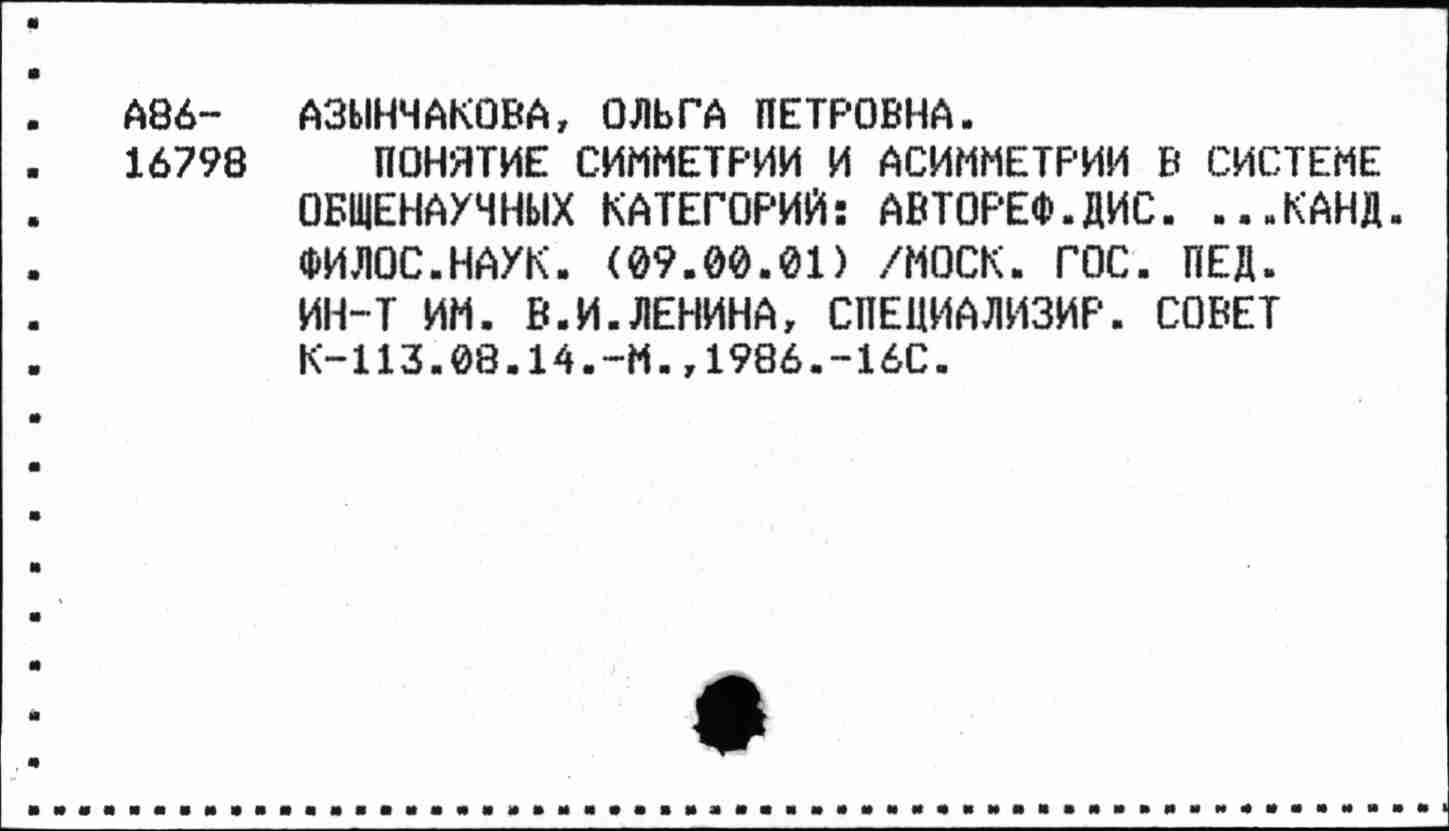 А86- АЗЫНЧАКОВА, ОЛЬГА ПЕТРОВНА.
16798 ПОНЯТИЕ СИММЕТРИИ И АСИММЕТРИИ В СИСТЕМЕ
ОБЩЕНАУЧНЫХ КАТЕГОРИЙ: АВТОРЕФ.ДИС. ...КАНД.
ФИЛОС.НАУК. (09.00.01) /МОСК. ГОС. ПЕД.
ИН-Т ИМ. В.И.ЛЕНИНА, СПЕЦИАЛИЗИР. СОВЕТ
К-113.08.14.-М.,1986.-16С.